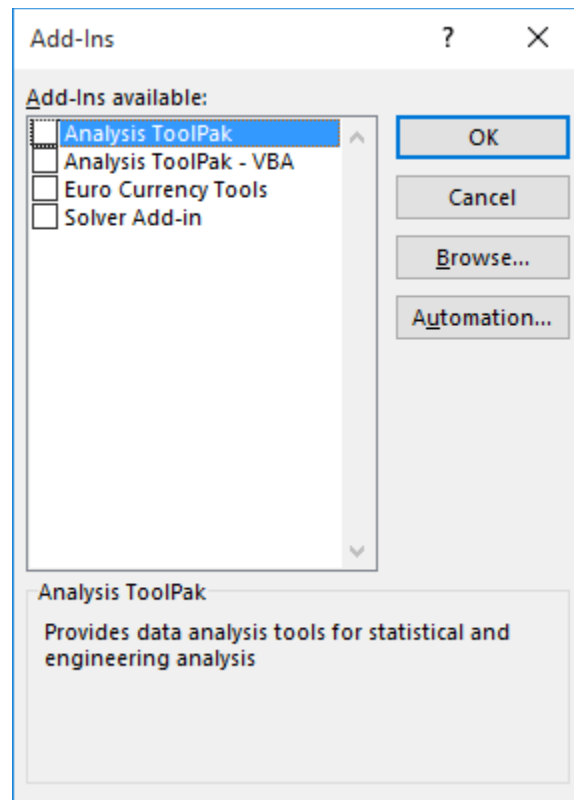 Add-Ins
?
Add-Ins available:
Analysis ToolPak
Analysis ToolPak - VBA
Euro Currency Tools
Solver Add-in
OK
Cancel
Browse...
Automation...
Analysis ToolPak
Provides data analysis tools for statistical and
engineering analysis